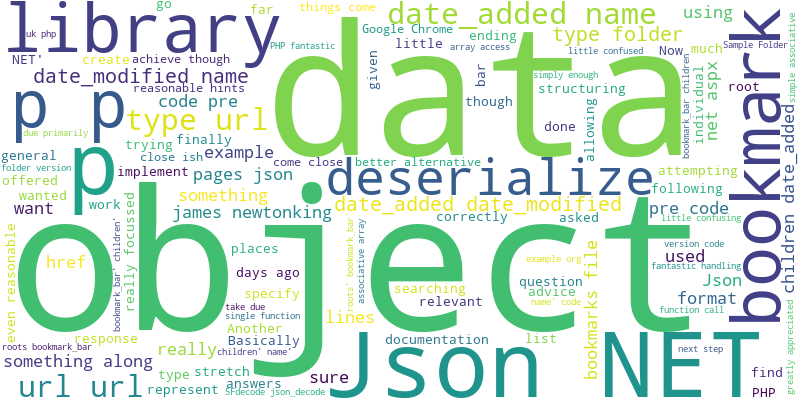 uk php
library
go
far
things come
Google Chrome
date_added name
using
array access
ending
type folder
little confused
Now
much
Sample Folder
PHP fantastic
little
NET'
create
achieve though
date_modified name
reasonable hints
code pre
p p
type url
data
given
bar
though
structuring
allowing
bookmark_bar children
individual
net aspx
root
simply enough
bookmark
children date_added
simple associative
due primarily
trying
finally
general
close ish
example
done
folder version
implement
come close
better alternative
attempting
offered
pages json
deserialize
following
wanted
work
p
something
date_added date_modified
want
james newtonking
correctly
asked
pre code
little confusing
even reasonable
really focussed
bookmark_bar' children'
places
roots' bookmark_bar'
associative array
bookmarks file
version code
used
href
object
example org
fantastic handling
days ago
searching
question
name' code
Json
specify
relevant
advice
format
response
take due
lines
function call
Another
single function
documentation
list
roots bookmark_bar
Basically
really
children' name'
Json
NET
next step
find
greatly appreciated
something along
type
stretch
sure
answers
url url
represent
5Fdecode json_decode
PHP